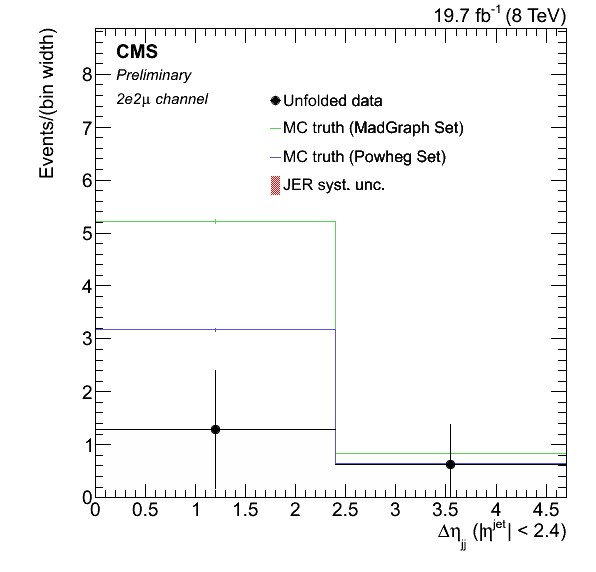 19.7 fb⁻¹ (8 TeV)
CMS
Preliminary
2e2μ channel
Unfolded data
MC truth (MadGraph Set)
MC truth (Powheg Set)
JER syst. unc.
Events/(bin width)
8
7
6
5
4
3
2
1
0
0 0.5 1 1.5 2 2.5 3 3.5 4 4.5
Δη_jj (|η^jet| < 2.4)